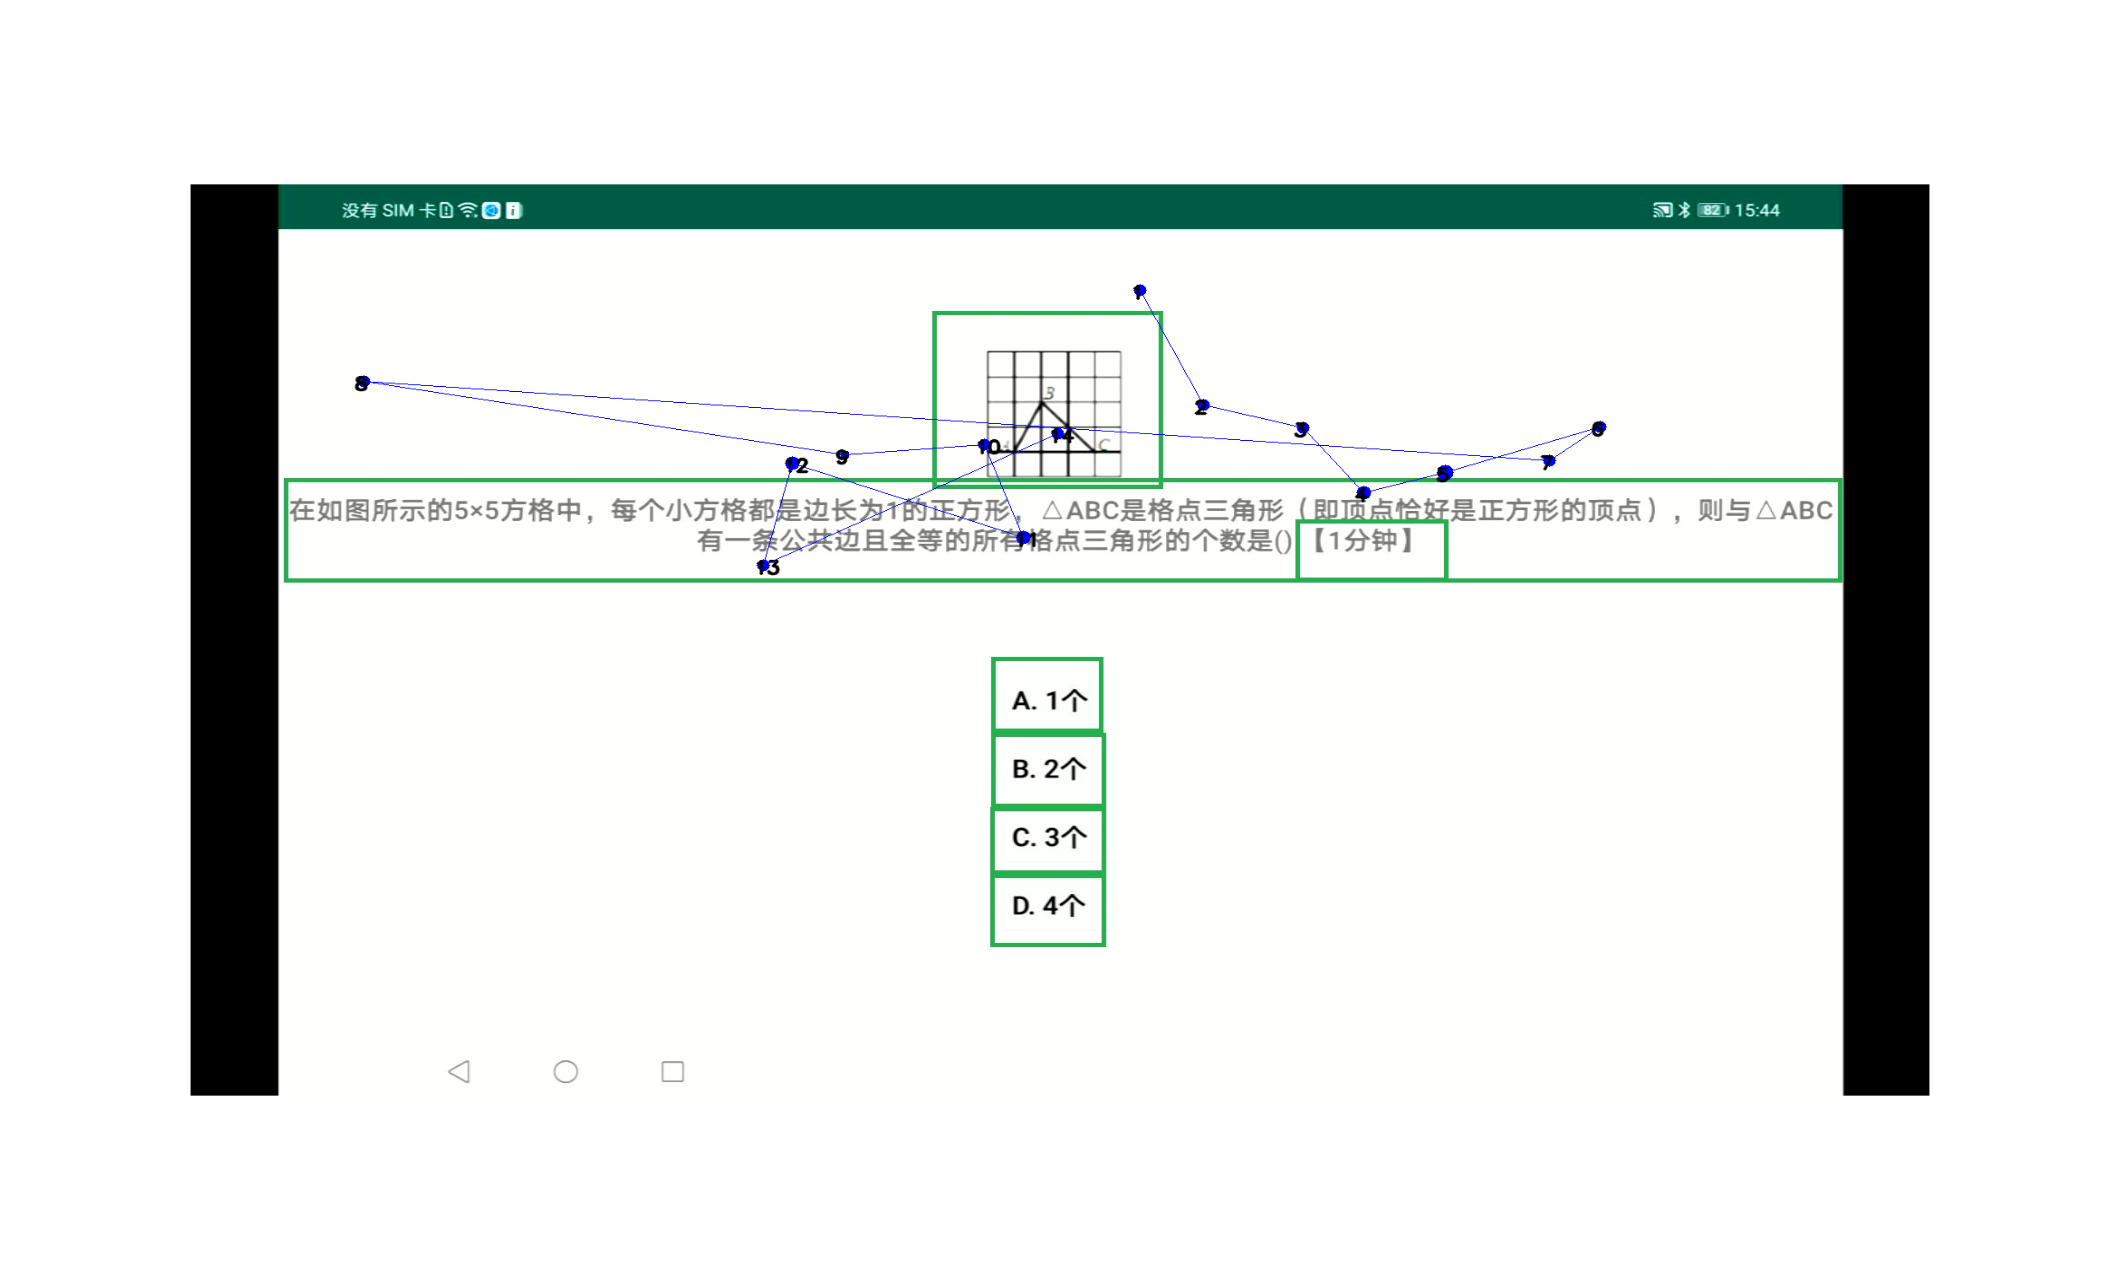 没有 SIM 卡
82 15:44
1
8
2
3
6
B
14
10
C
9
12
7
5
4
在如图所示的5×5方格中，每个小方格都是边长为1的正方形，△ABC是格点三角形（即顶点恰好是正方形的顶点），则与△ABC
有一条公共边且全等的所有格点三角形的个数是()【1分钟】
11
13
A. 1个
B. 2个
C. 3个
D. 4个